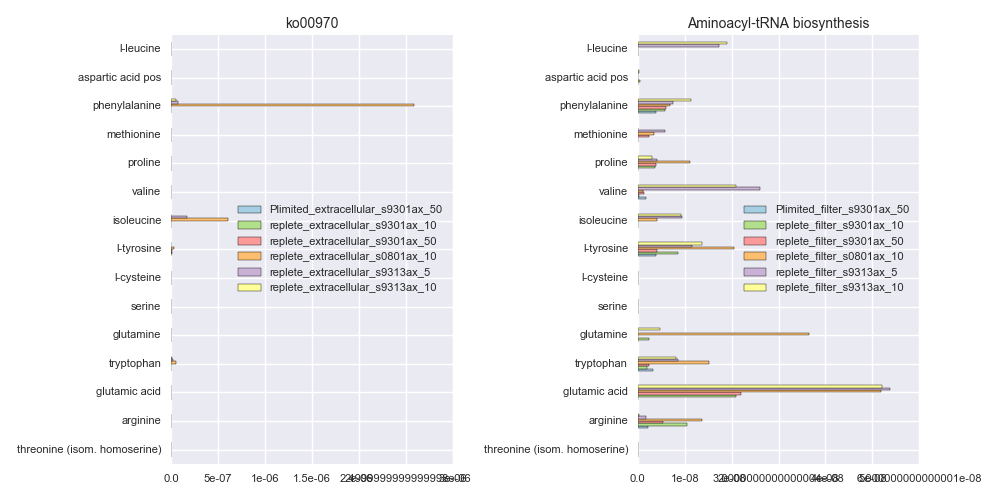 ko00970
l-leucine
aspartic acid pos
phenylalanine
methionine
proline
valine
isoleucine
l-tyrosine
l-cysteine
serine
glutamine
tryptophan
glutamic acid
arginine
threonine (isom. homoserine)
Plimited_extracellular_s9301ax_50
replete_extracellular_s9301ax_10
replete_extracellular_s9301ax_50
replete_extracellular_s0801ax_10
replete_extracellular_s9313ax_5
replete_extracellular_s9313ax_10
0.0 5e-07 1e-06 1.5e-06
Aminoacyl-tRNA biosynthesis
l-leucine
aspartic acid pos
phenylalanine
methionine
proline
valine
isoleucine
l-tyrosine
l-cysteine
serine
glutamine
tryptophan
glutamic acid
arginine
threonine (isom. homoserine)
Plimited_filter_s9301ax_50
replete_filter_s9301ax_10
replete_filter_s9301ax_50
replete_filter_s0801ax_10
replete_filter_s9313ax_5
replete_filter_s9313ax_10
0.0 1e-08